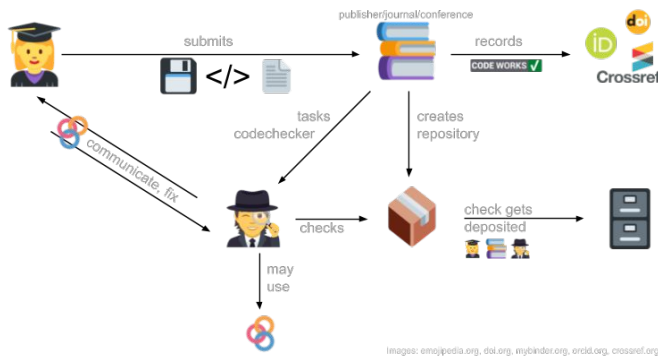 publisher/journal/conference
submits
records
</>
CODE WORKS
doi
iD
Crossref
tasks
codechecker
creates
repository
communicate, fix
checks
check gets
deposited
may
use
Images: emojipedia.org, doi.org, mybinder.org, orcid.org, crossref.org